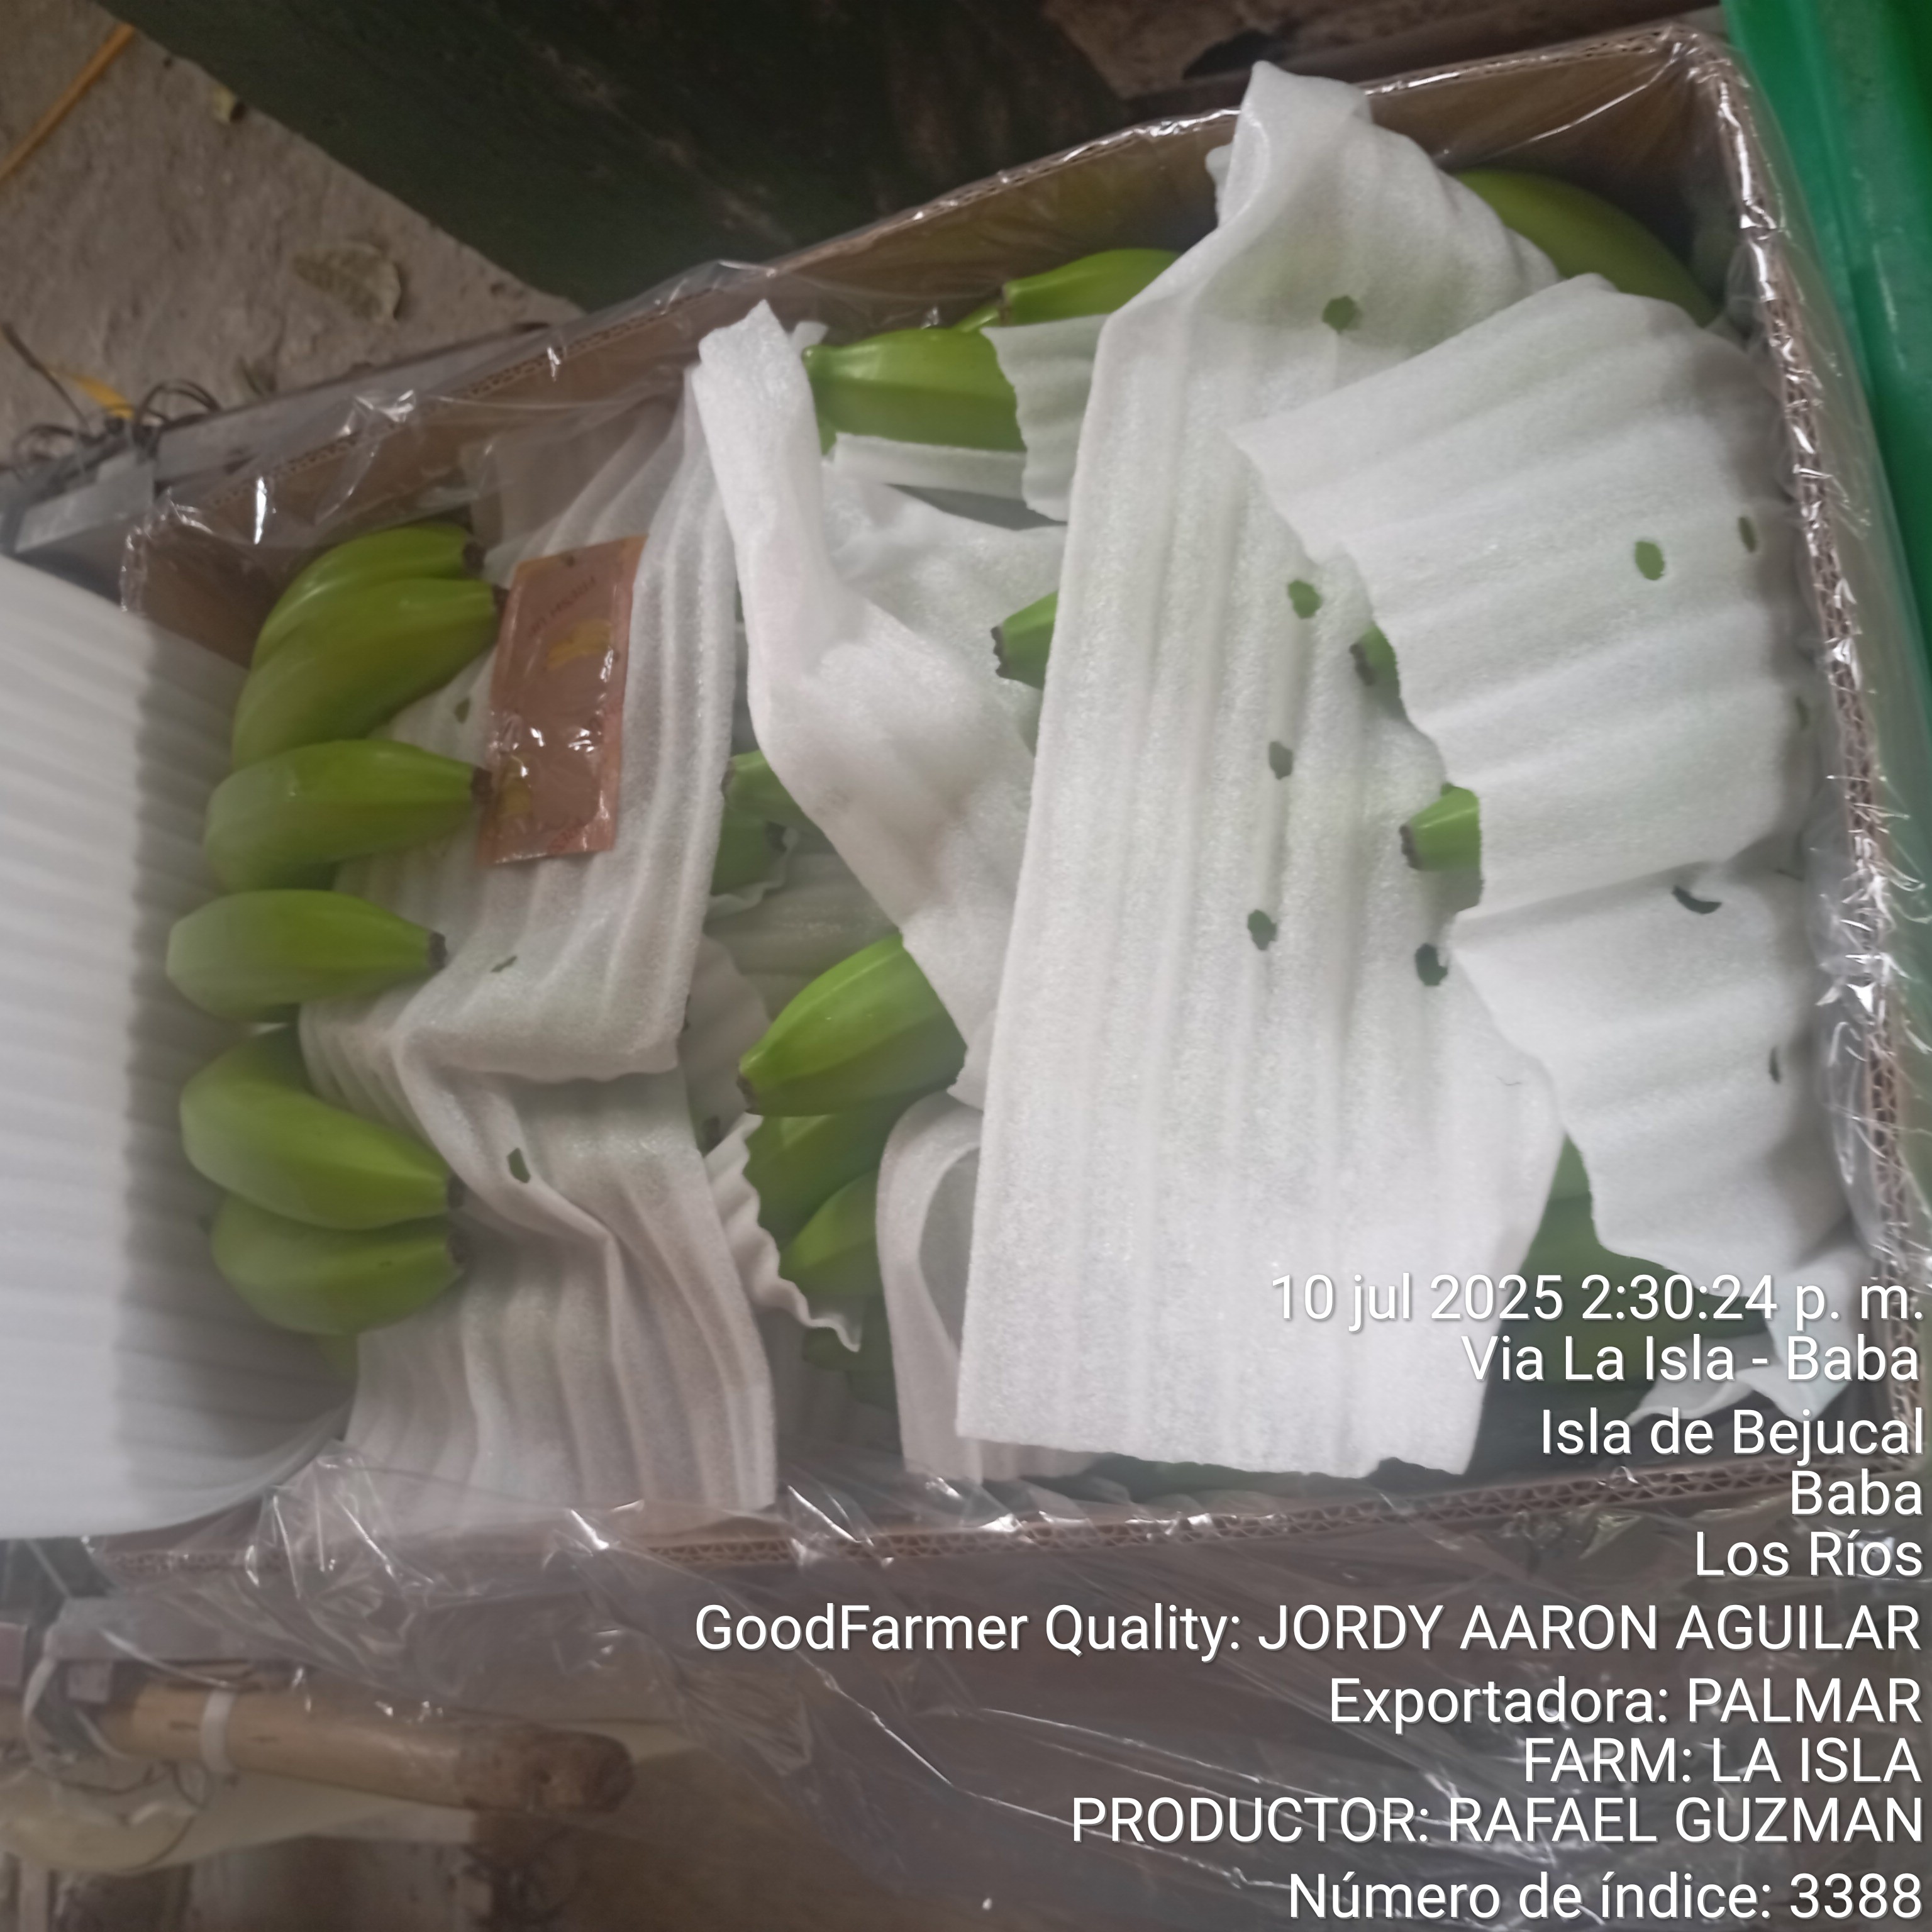 10 jul 2025 2:30:24 p. m.
Via La Isla - Baba
Isla de Bejucal
Baba
Los Ríos
GoodFarmer Quality: JORDY AARON AGUILAR
Exportadora: PALMAR
FARM: LA ISLA
PRODUCTOR: RAFAEL GUZMAN
Número de índice: 3388